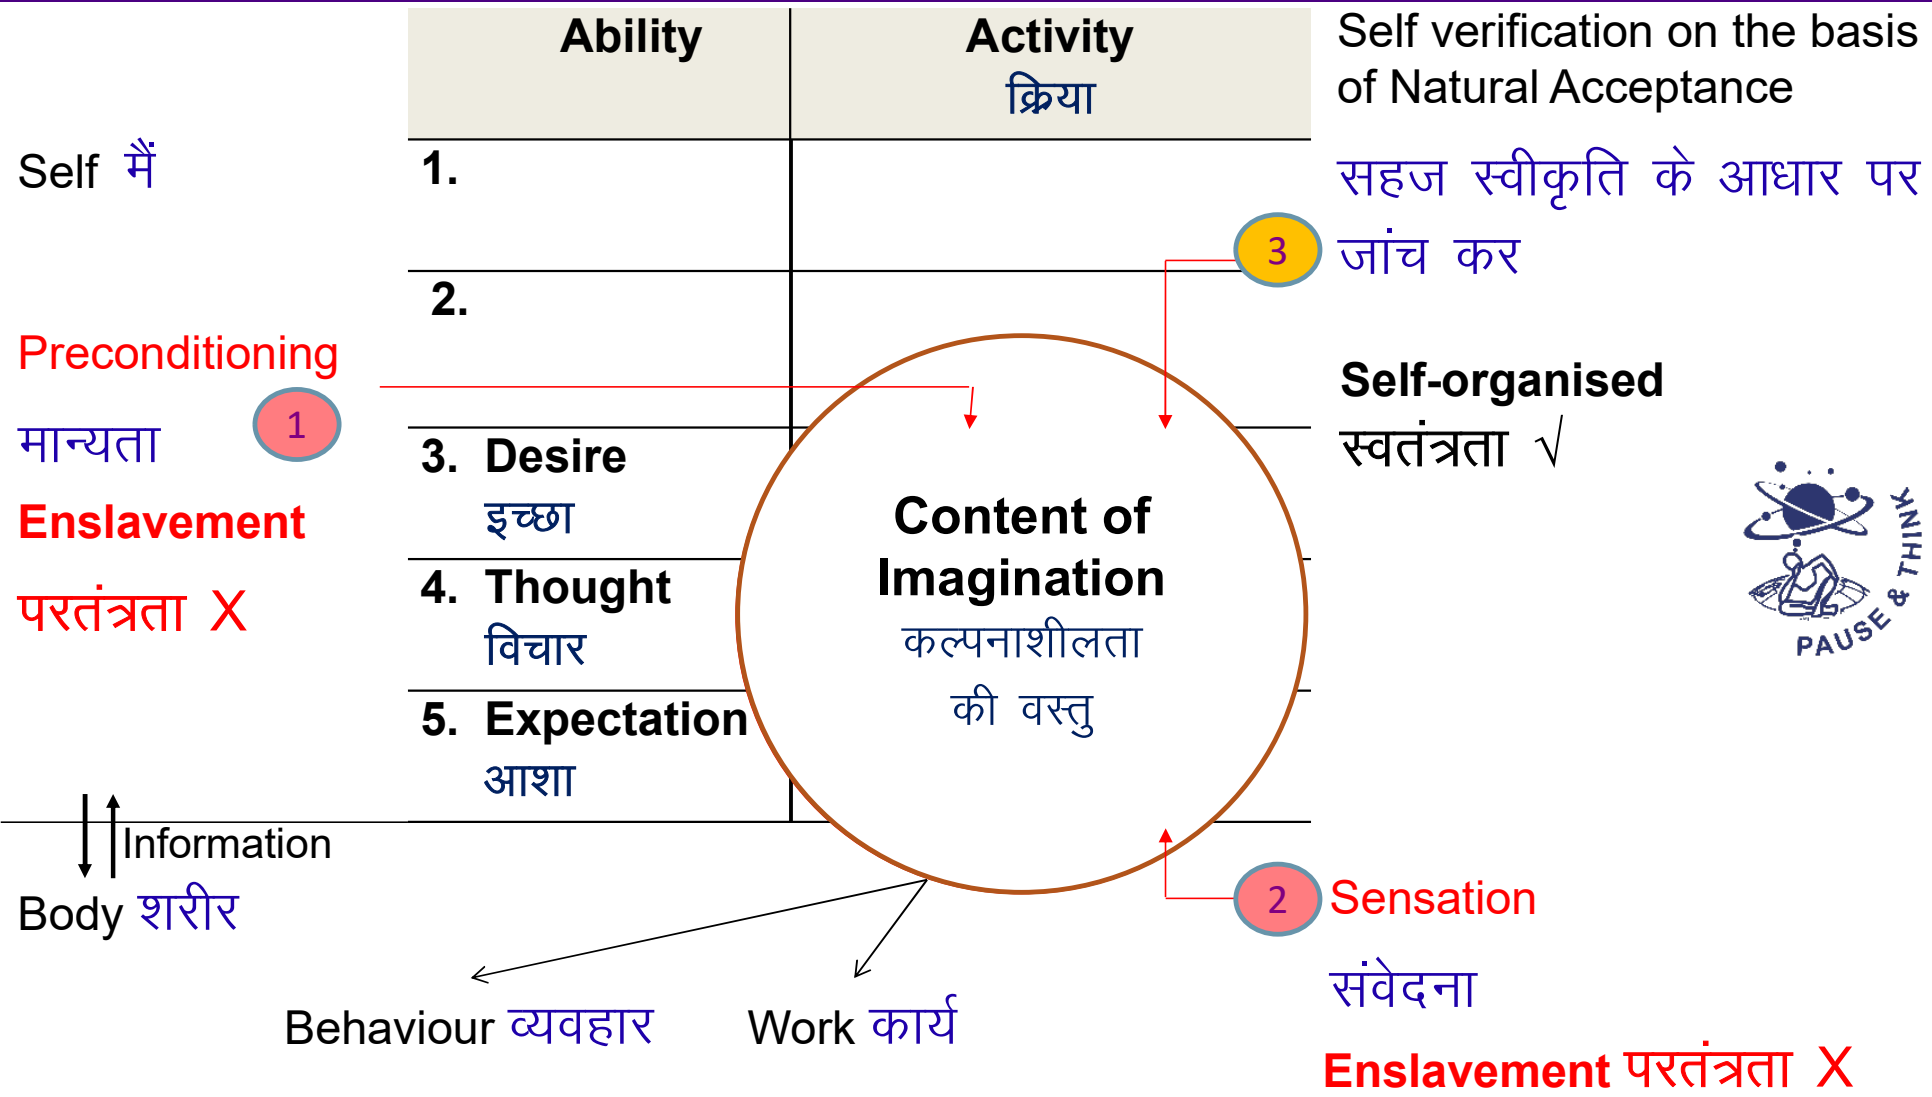 Ability
Activity
क्रिया
Self verification on the basis
of Natural Acceptance
सहज स्वीकृति के आधार पर
जांच कर
Self मैं
1.
3
2.
Preconditioning
मान्यता
1
Enslavement
परतंत्रता X
Self-organised
स्वतंत्रता √
3. Desire
इच्छा
4. Thought
विचार
5. Expectation
आशा
Content of
Imagination
कल्पनाशीलता
की वस्तु
PAUSE & THINK
Information
Body शरीर
2
Sensation
संवेदना
Enslavement परतंत्रता X
Behaviour व्यवहार
Work कार्य